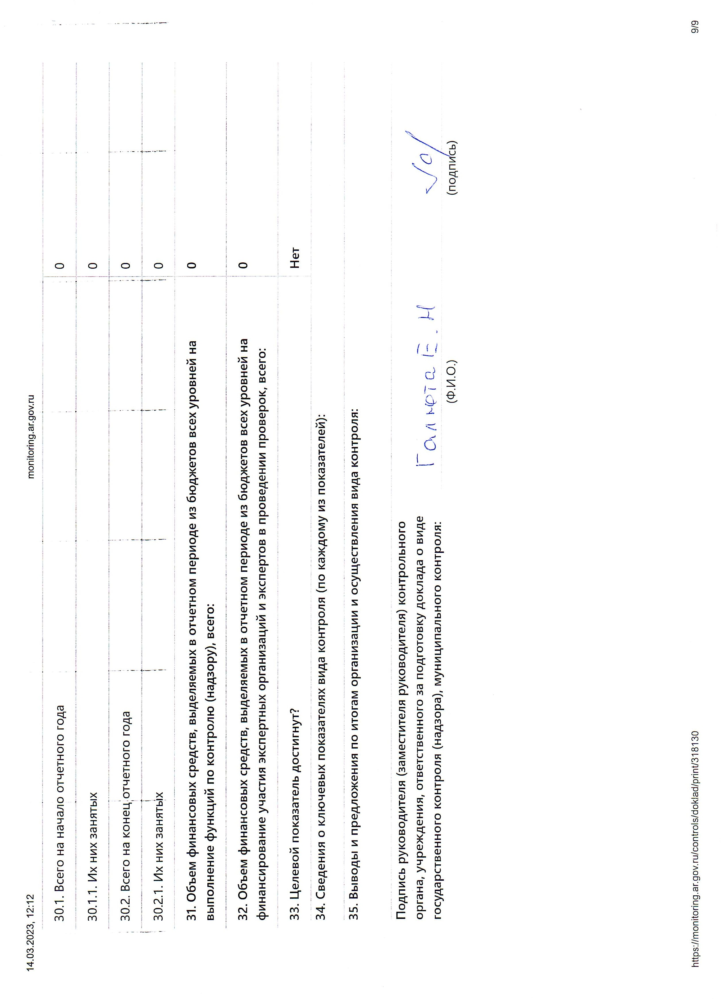 14.03.2023, 12:12
monitoring.ar.gov.ru
30.1. Всего на начало отчетного года 0
30.1.1. Их них занятых 0
30.2. Всего на конец отчетного года 0
30.2.1. Их них занятых 0
31. Объем финансовых средств, выделяемых в отчетном периоде из бюджетов всех уровней на 0
выполнение функций по контролю (надзору), всего:
32. Объем финансовых средств, выделяемых в отчетном периоде из бюджетов всех уровней на 0
финансирование участия экспертных организаций и экспертов в проведении проверок, всего:
33. Целевой показатель достигнут? Нет
34. Сведения о ключевых показателях вида контроля (по каждому из показателей):
35. Выводы и предложения по итогам организации и осуществления вида контроля:
Подпись руководителя (заместителя руководителя) контрольного
органа, учреждения, ответственного за подготовку доклада о виде
государственного контроля (надзора), муниципального контроля:
Е. Н
(Ф.И.О.)
(подпись)
https://monitoring.ar.gov.ru/controls/doklad/print/318130
9/9